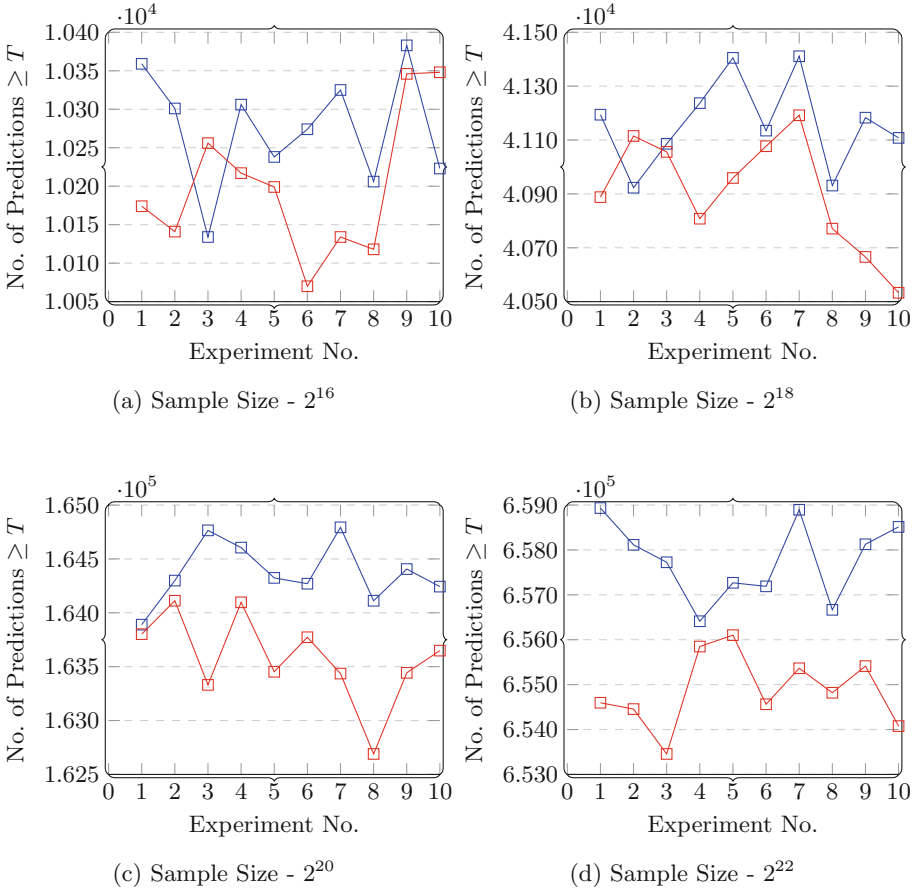 ·10^4
1.040
1.035
1.030
1.025
1.020
1.015
1.010
1.005
No. of Predictions ≥ T
0 1 2 3 4 5 6 7 8 9 10
Experiment No.
(a) Sample Size - 2^16
·10^4
4.150
4.130
4.110
4.090
4.070
4.050
No. of Predictions ≥ T
0 1 2 3 4 5 6 7 8 9 10
Experiment No.
(b) Sample Size - 2^18
·10^5
1.650
1.645
1.640
1.635
1.630
1.625
No. of Predictions ≥ T
0 1 2 3 4 5 6 7 8 9 10
Experiment No.
(c) Sample Size - 2^20
·10^5
6.590
6.580
6.570
6.560
6.550
6.540
6.530
No. of Predictions ≥ T
0 1 2 3 4 5 6 7 8 9 10
Experiment No.
(d) Sample Size - 2^22